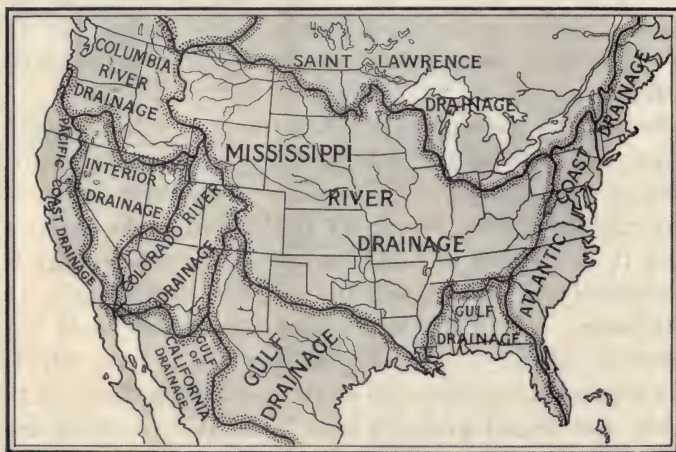 COLUMBIA
RIVER
DRAINAGE
SAINT LAWRENCE
DRAINAGE
PACIFIC
COAST DRAINAGE
INTERIOR
DRAINAGE
COLORADO RIVER
DRAINAGE
MISSISSIPPI
RIVER
DRAINAGE
ATLANTIC COAST DRAINAGE
GULF
DRAINAGE
GULF
DRAINAGE
GULF
OF
CALIFORNIA
DRAINAGE